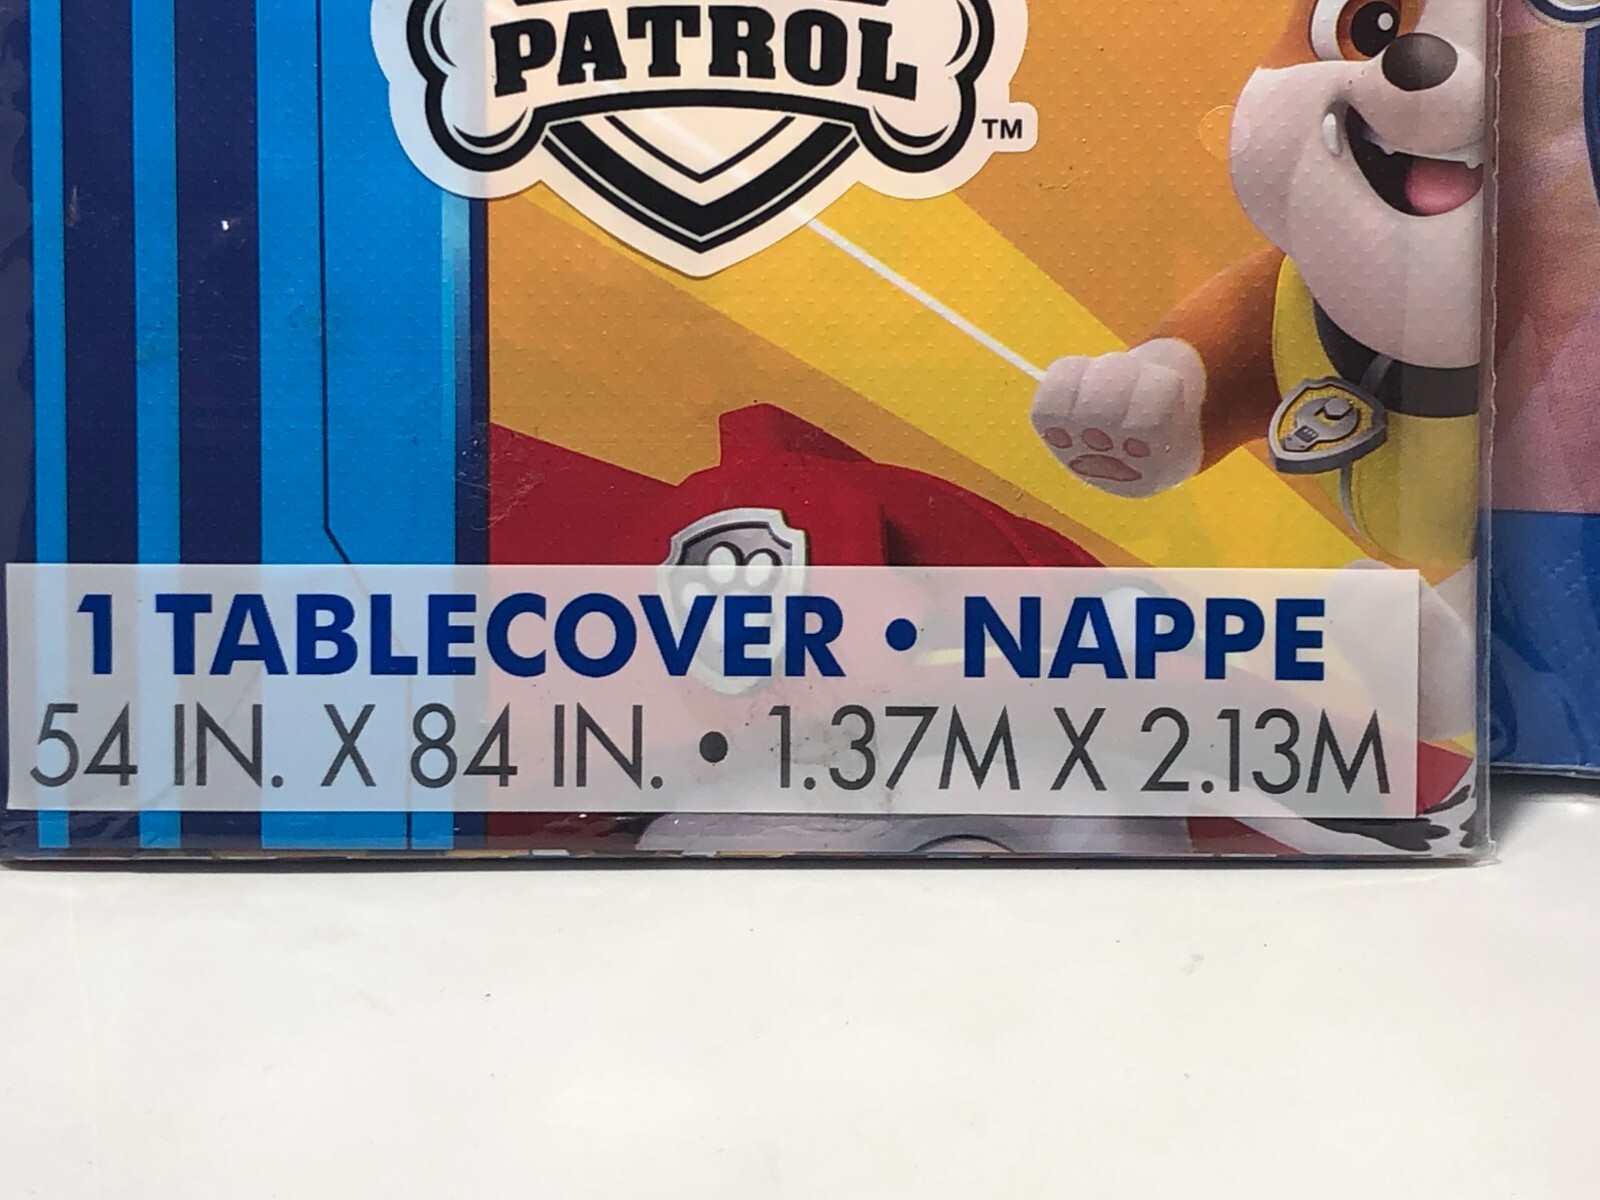 PATROL
TM
1 TABLECOVER • NAPPE
54 IN. X 84 IN. • 1.37M X 2.13M